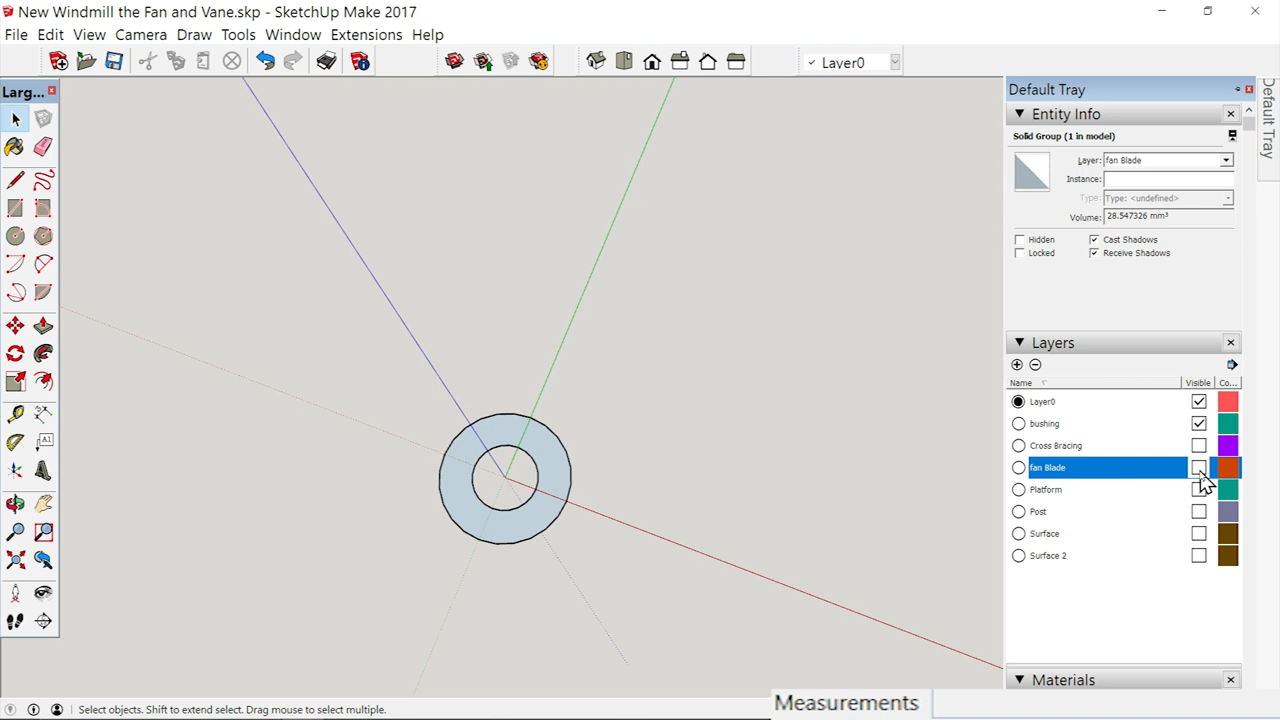 New Windmill the Fan and Vane.skp - SketchUp Make 2017
File Edit View Camera Draw Tools Window Extensions Help
Layer0
Larg...
A1
Default Tray
Default Tray
Entity Info
Solid Group (1 in model)
Layer: fan Blade
Instance:
Type: Type: <undefined>
Volume: 28.547326 mm³
Hidden Cast Shadows
Locked Receive Shadows
Layers
Name Visible Co...
Layer0
bushing
Cross Bracing
fan Blade
Platform
Post
Surface
Surface 2
Materials
Select objects. Shift to extend select. Drag mouse to select multiple.
Measurements